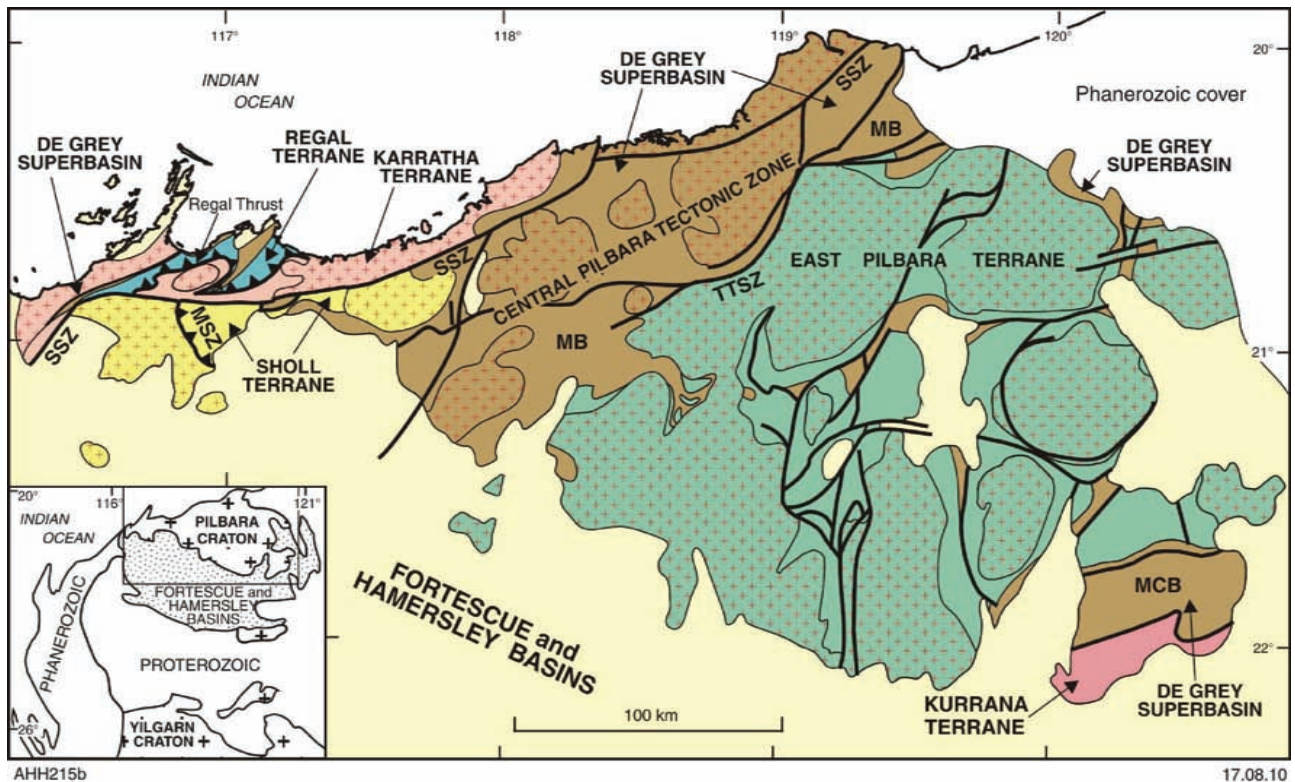 117°
118°
119°
120°
20°
INDIAN
OCEAN
DE GREY
SUPERBASIN
SSZ
Phanerozoic cover
MB
DE GREY
SUPERBASIN
REGAL
TERRANE
KARRATHA
TERRANE
DE GREY
SUPERBASIN
Regal Thrust
CENTRAL PILBARA TECTONIC ZONE
SSZ
EAST PILBARA TERRANE
TTSZ
MSZ
SSZ
SHOLL
TERRANE
MB
21°
FORTESCUE and
HAMERSLEY BASINS
MCB
22°
KURRANA
TERRANE
DE GREY
SUPERBASIN
100 km
20°
116°
121°
INDIAN
OCEAN
PILBARA
CRATON
FORTESCUE and
HAMERSLEY
BASINS
PHANEROZOIC
PROTEROZOIC
26°
YILGARN
CRATON
AHH215b
17.08.10